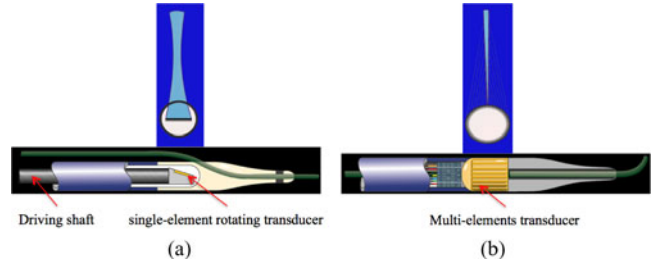 Driving shaft
single-element rotating transducer
Multi-elements transducer
(a)
(b)